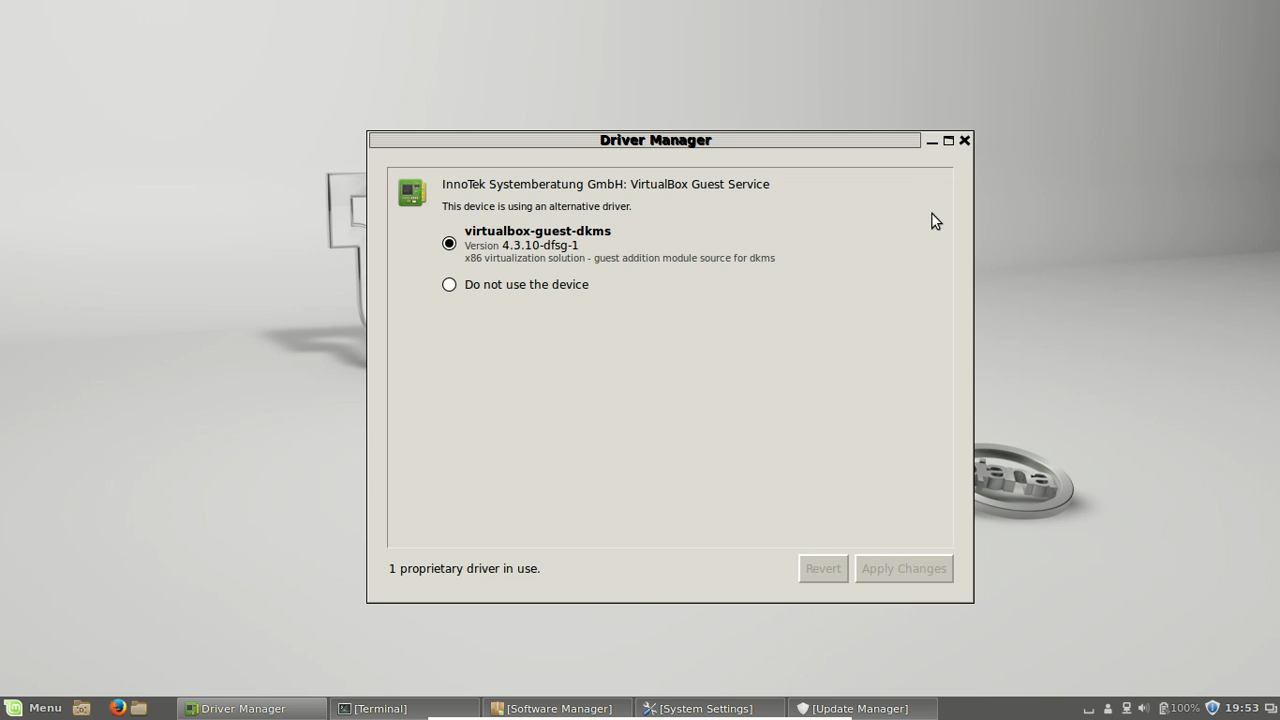 Driver Manager
InnoTek Systemberatung GmbH: VirtualBox Guest Service
This device is using an alternative driver.
virtualbox-guest-dkms
Version 4.3.10-dfsg-1
x86 virtualization solution - guest addition module source for dkms
Do not use the device
1 proprietary driver in use.
Revert
Apply Changes
Menu
Driver Manager
[Terminal]
[Software Manager]
[System Settings]
[Update Manager]
100%
19:53